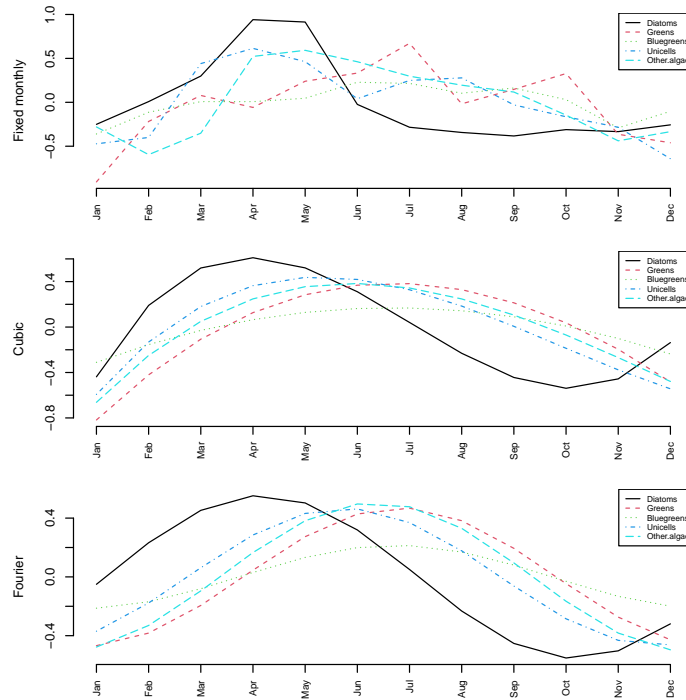 Fixed monthly
1.0
0.5
0.0
−0.5
Diatoms
Greens
Bluegreens
Unicells
Other.algae
Jan Feb Mar Apr May Jun Jul Aug Sep Oct Nov Dec
Cubic
0.4
0.0
−0.4
−0.8
Diatoms
Greens
Bluegreens
Unicells
Other.algae
Jan Feb Mar Apr May Jun Jul Aug Sep Oct Nov Dec
Fourier
0.4
0.0
−0.4
Diatoms
Greens
Bluegreens
Unicells
Other.algae
Jan Feb Mar Apr May Jun Jul Aug Sep Oct Nov Dec